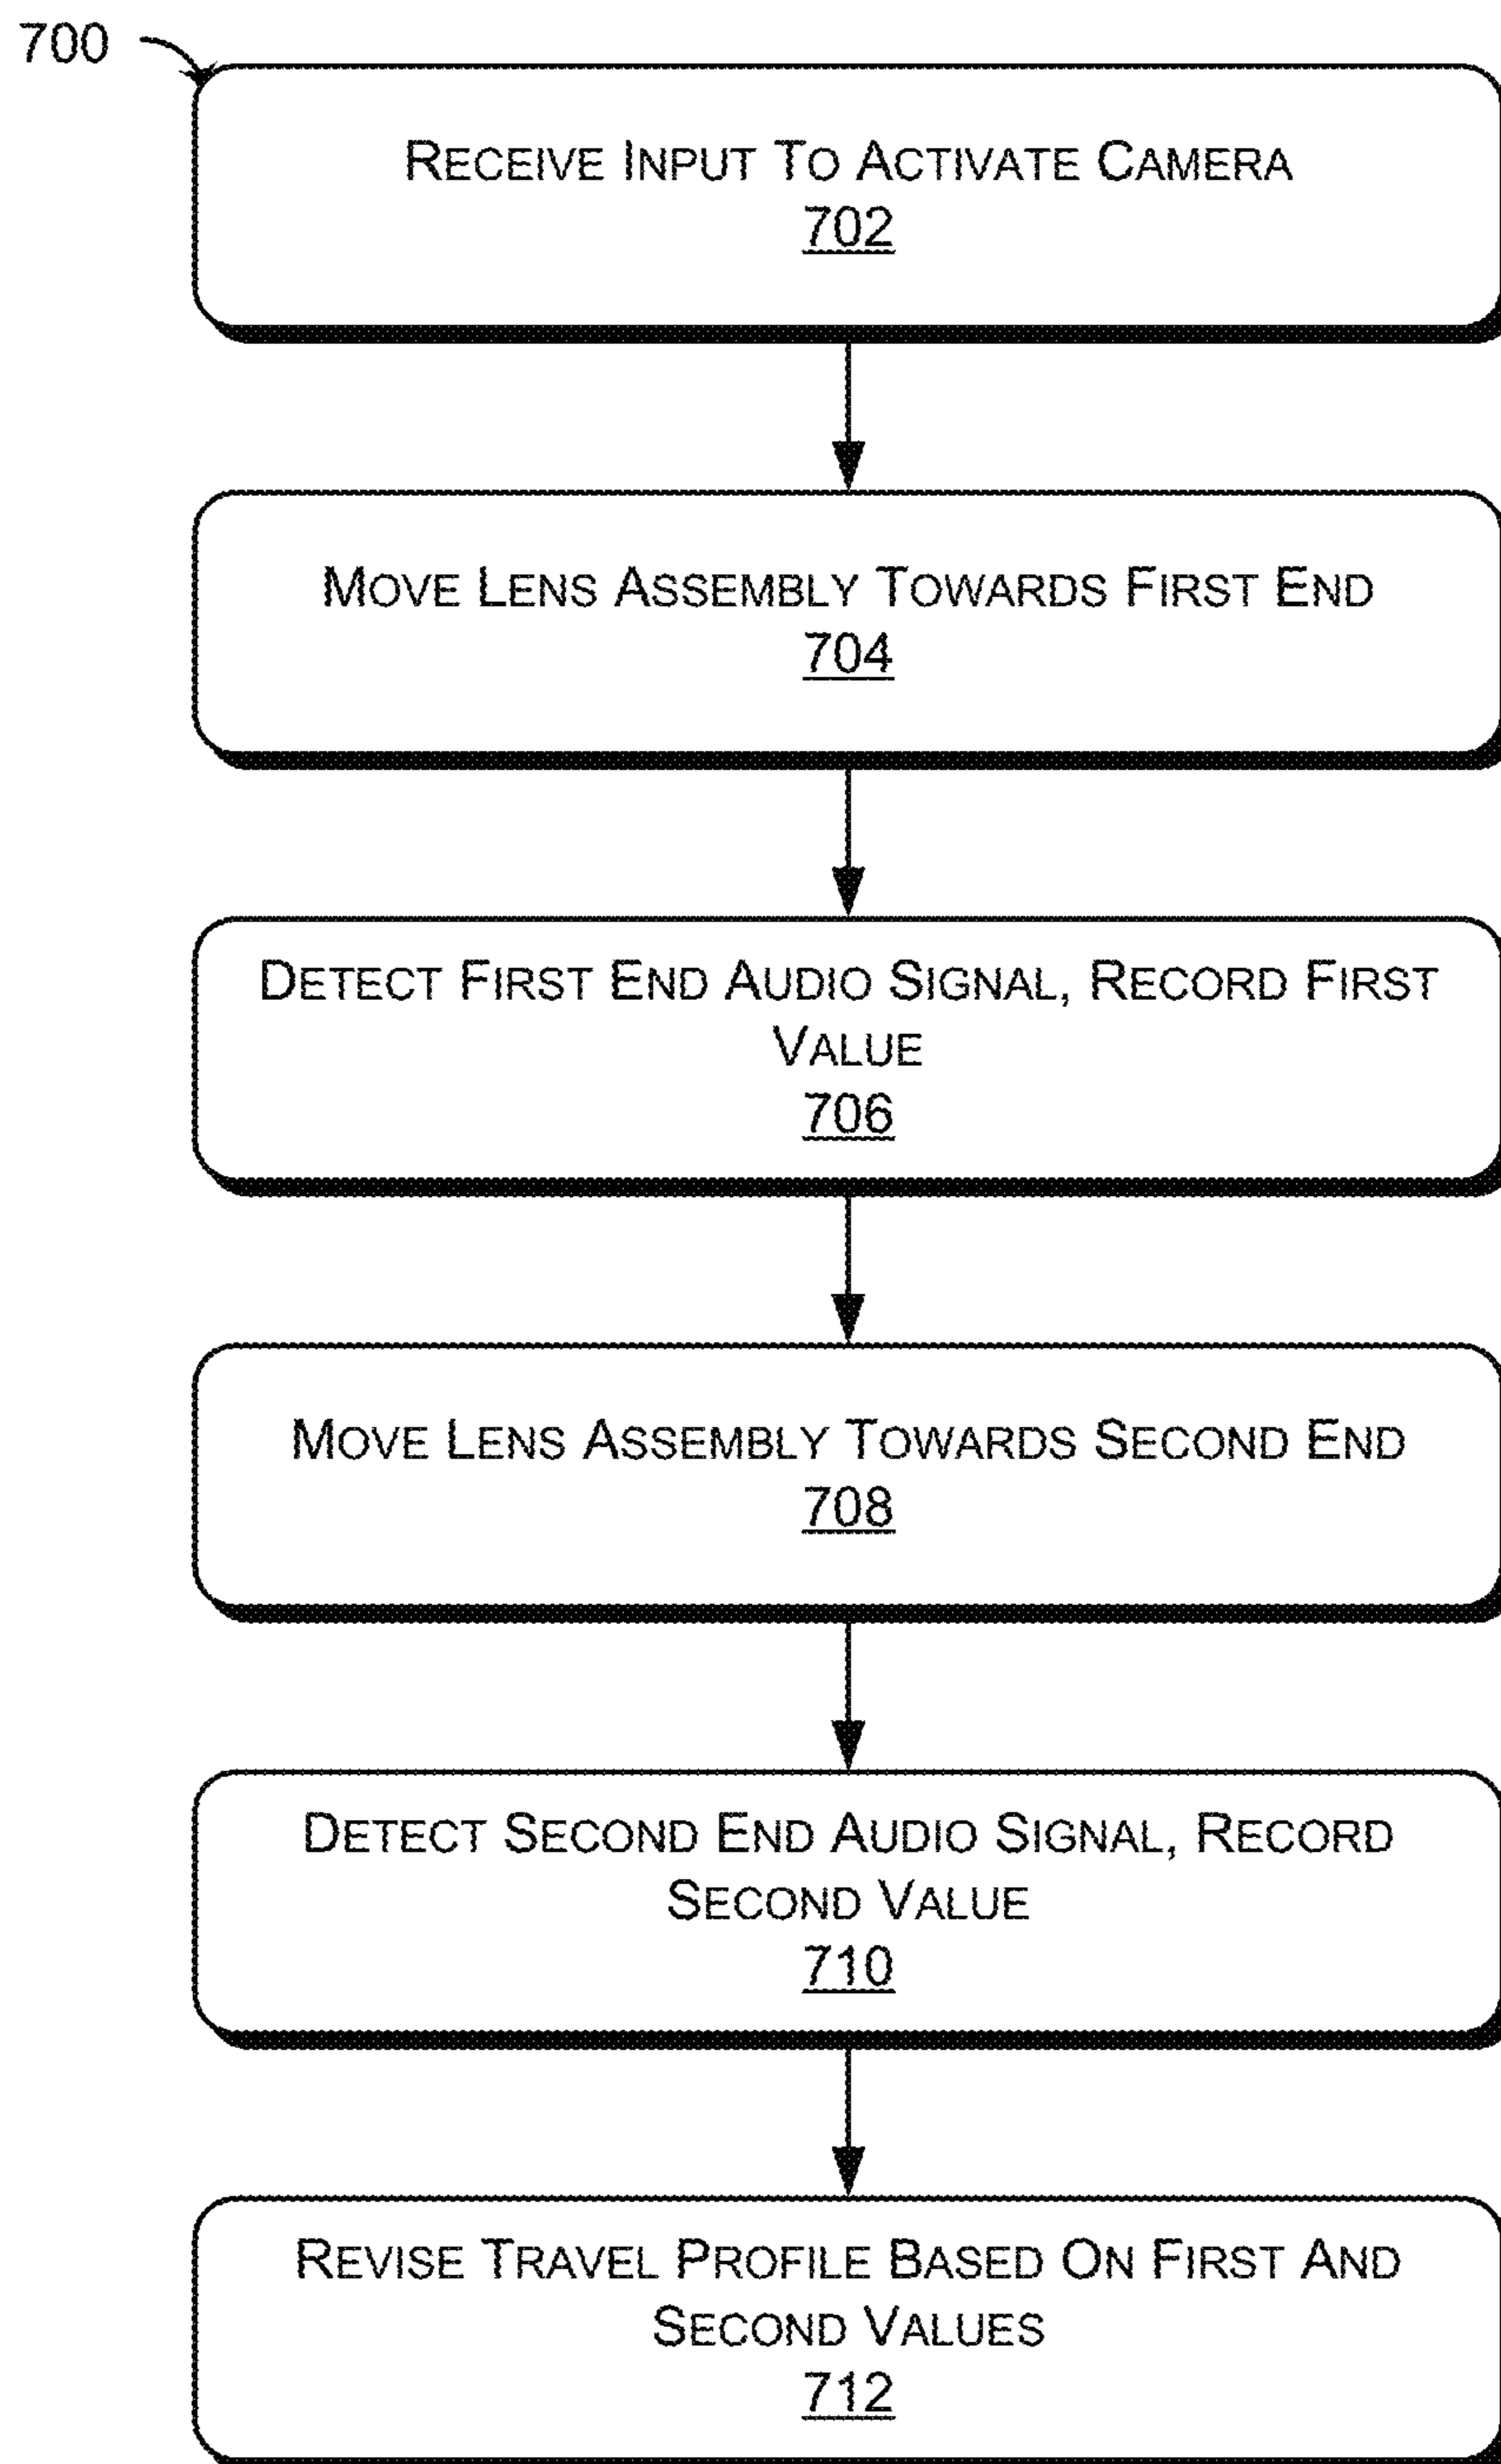 700
RECEIVE INPUT TO ACTIVATE CAMERA
702
MOVE LENS ASSEMBLY TOWARDS FIRST END
704
DETECT FIRST END AUDIO SIGNAL, RECORD FIRST
VALUE
706
MOVE LENS ASSEMBLY TOWARDS SECOND END
708
DETECT SECOND END AUDIO SIGNAL, RECORD
SECOND VALUE
710
REVISE TRAVEL PROFILE BASED ON FIRST AND
SECOND VALUES
712